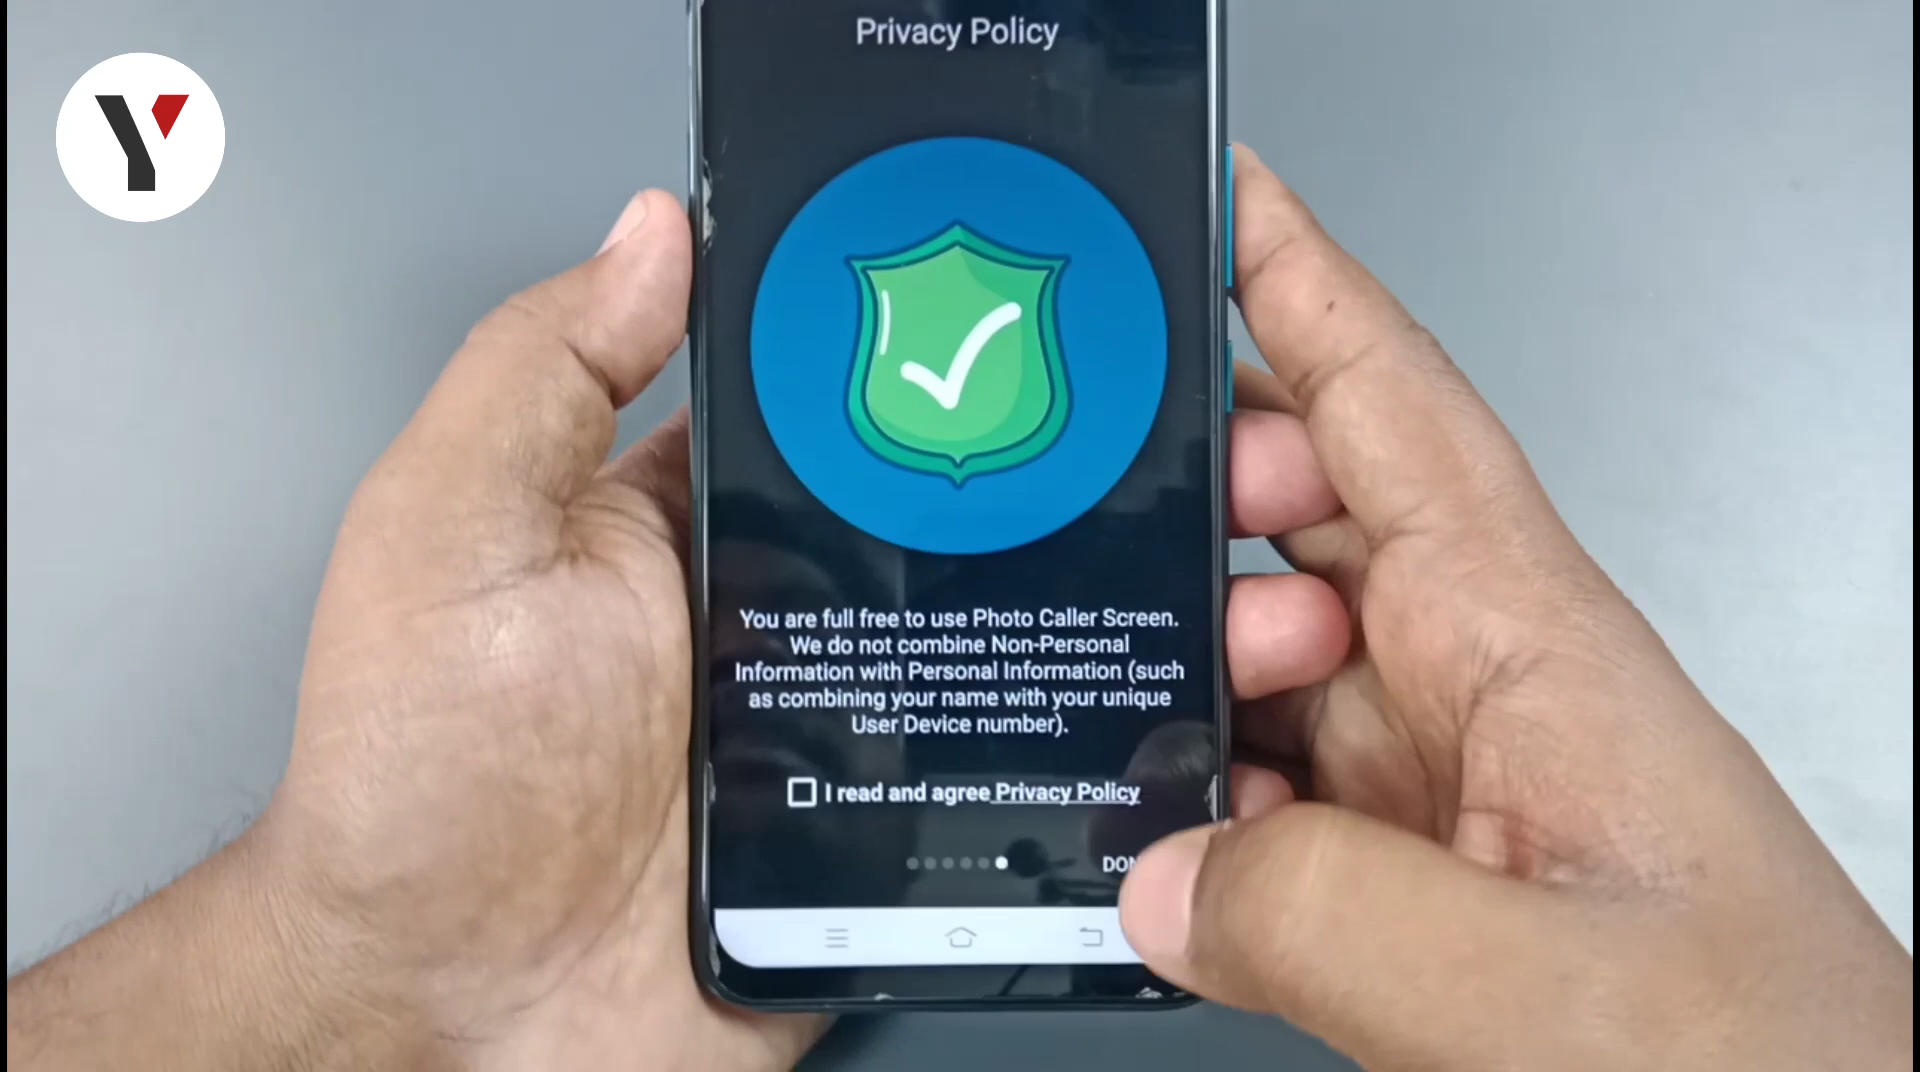 Privacy Policy
You are full free to use Photo Caller Screen.
We do not combine Non-Personal
Information with Personal Information (such
as combining your name with your unique
User Device number).
I read and agree Privacy Policy